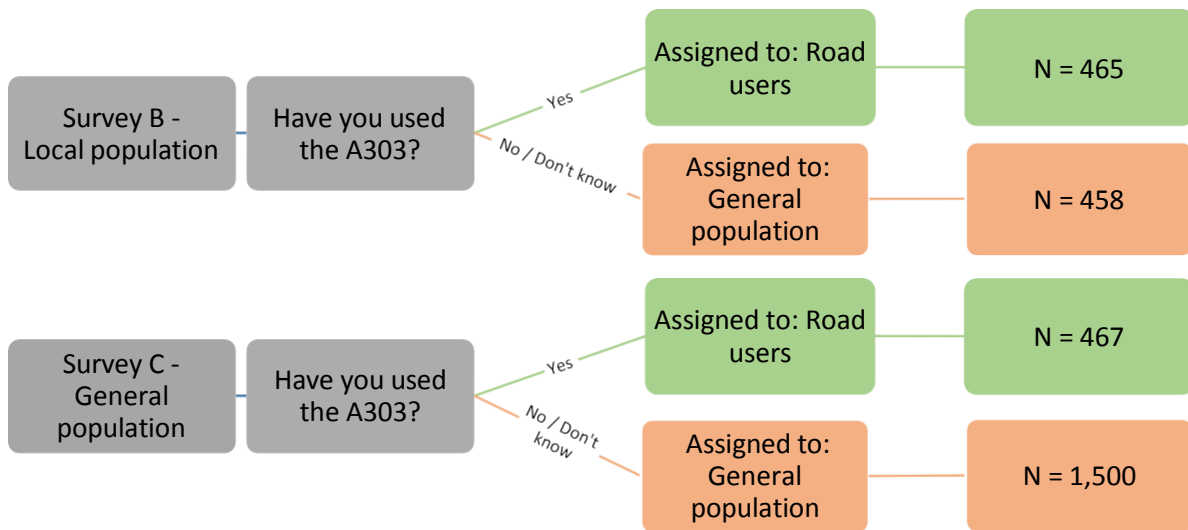 Survey B -
Local population
Have you used
the A303?
Yes
No / Don't know
Assigned to: Road
users
N = 465
Assigned to:
General
population
N = 458
Survey C -
General
population
Have you used
the A303?
Yes
No / Don't
know
Assigned to: Road
users
N = 467
Assigned to:
General
population
N = 1,500